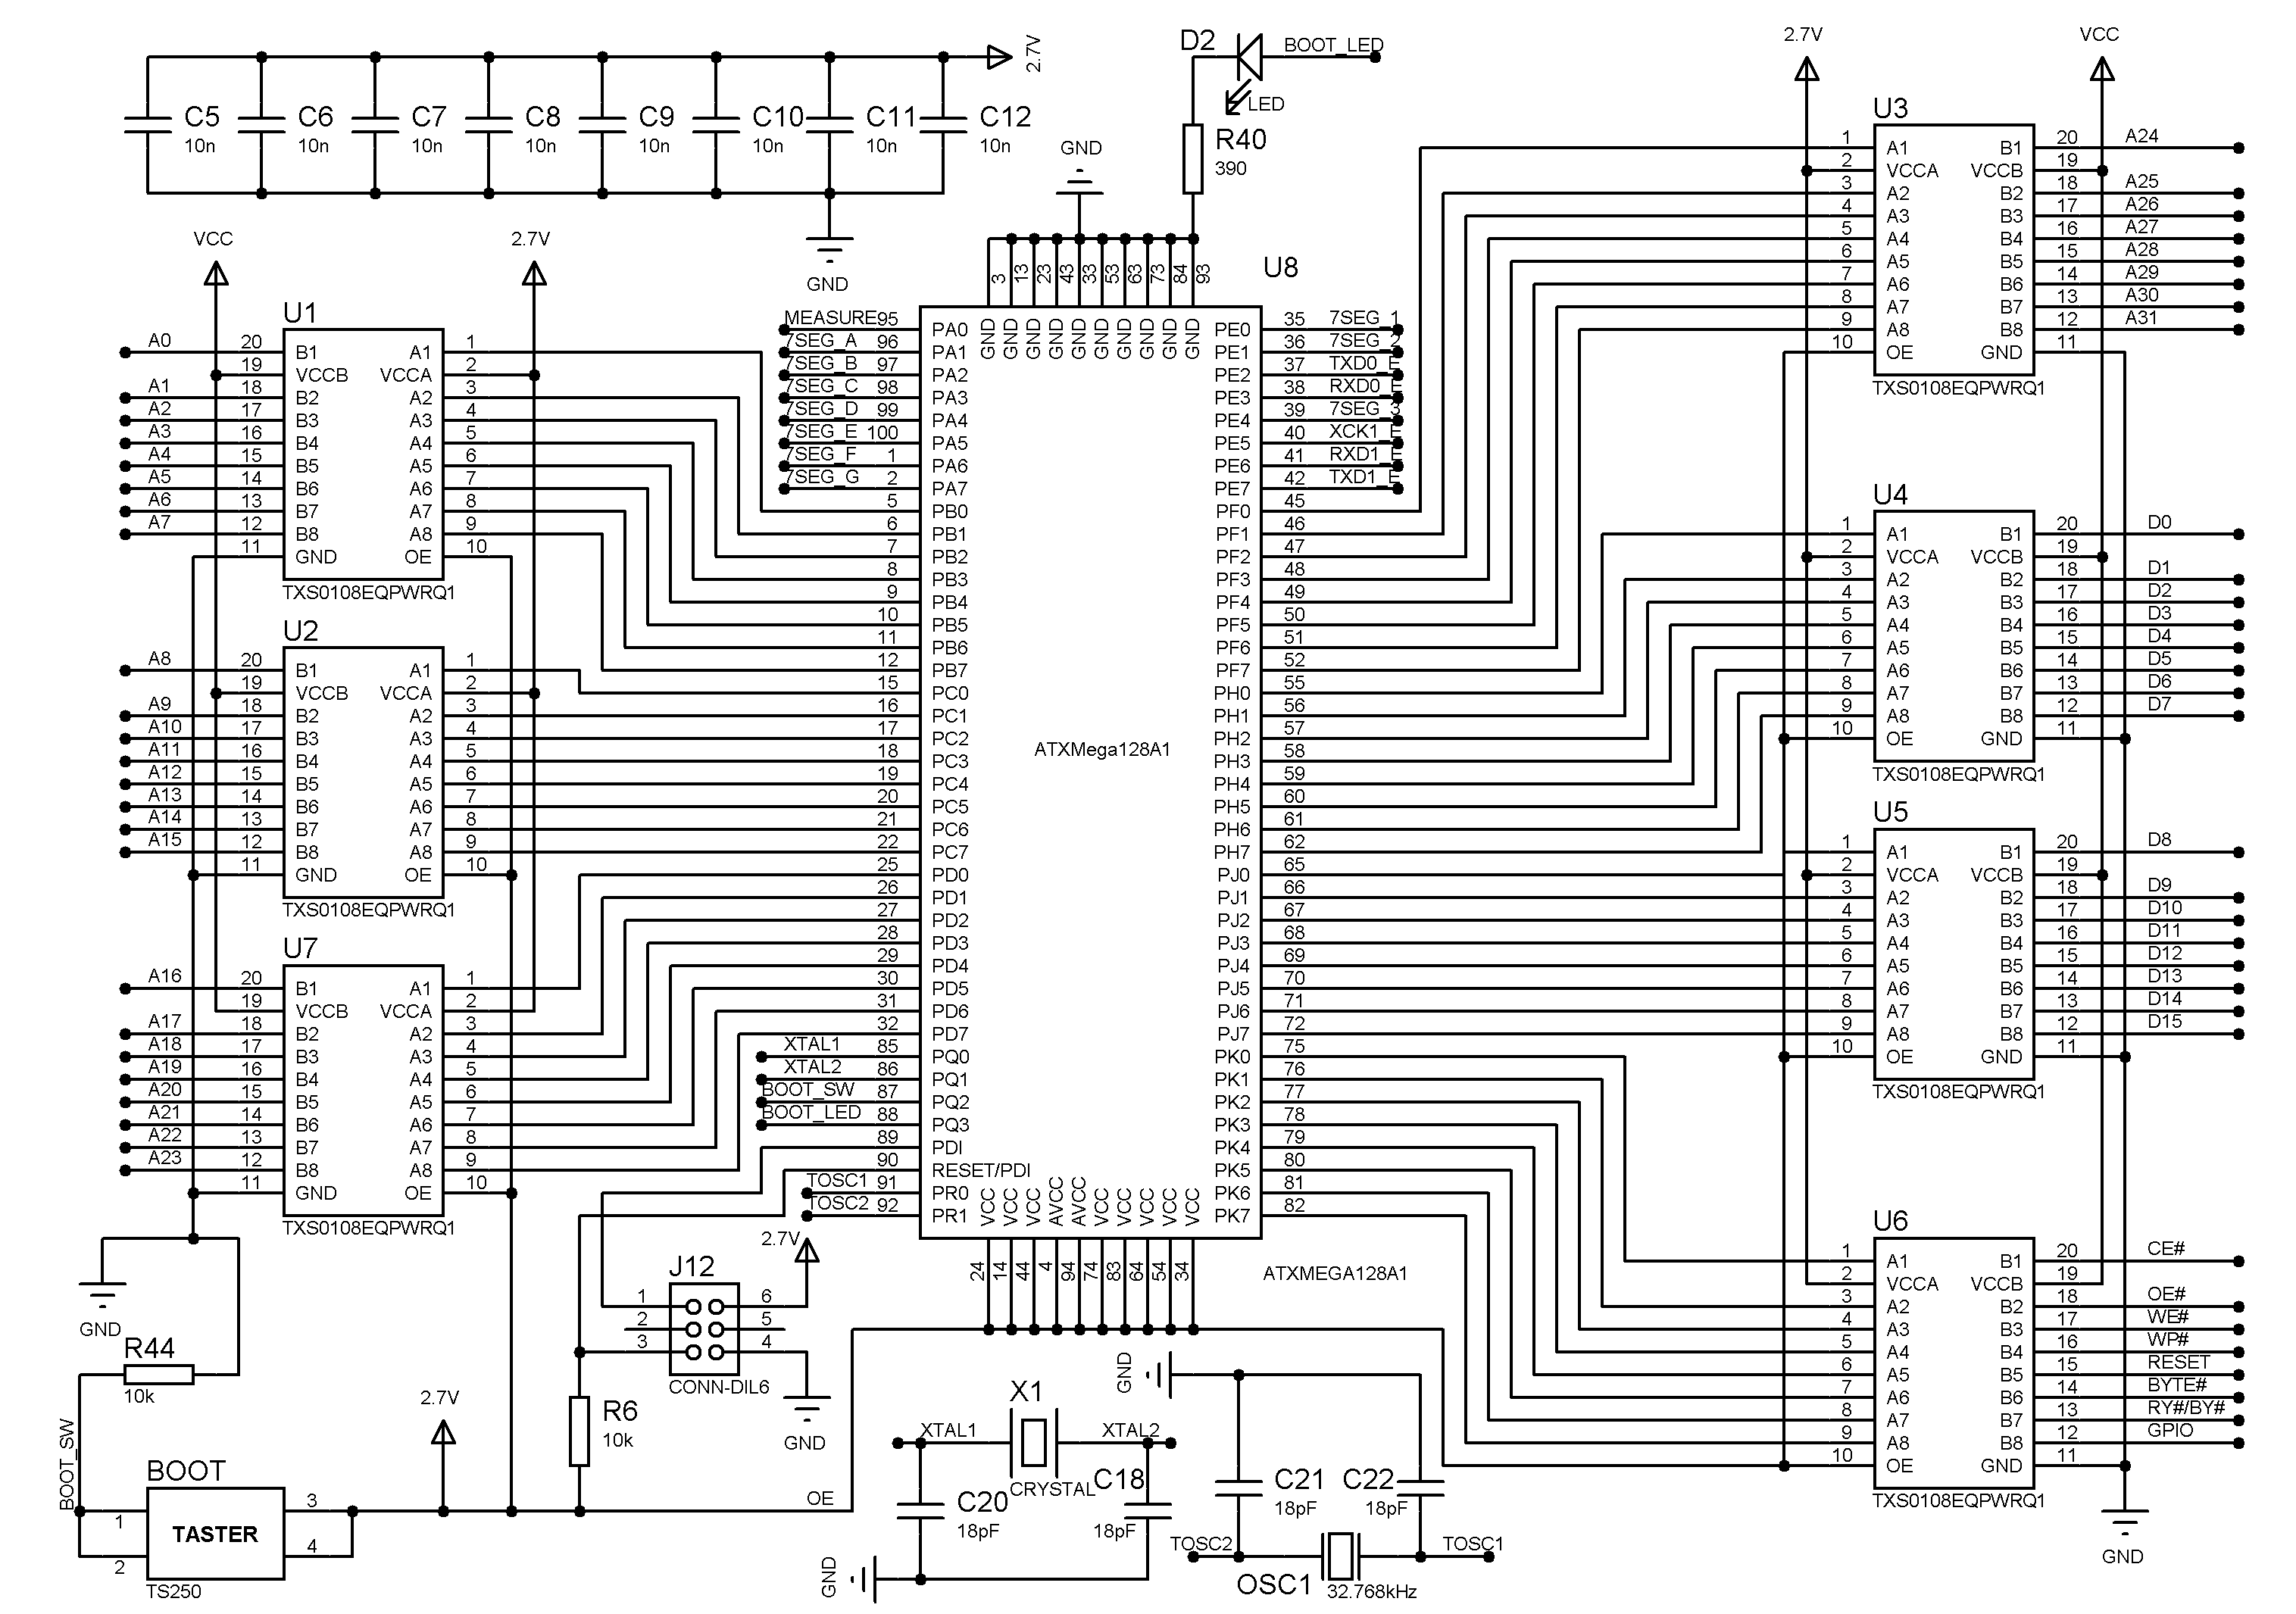 2.7V
C5 10n
C6 10n
C7 10n
C8 10n
C9 10n
C10 10n
C11 10n
C12 10n
GND
D2
BOOT_LED
LED
R40
390
GND
3 13 23 43 33 53 63 73 84 93
GND GND GND GND GND GND GND GND GND GND
VCC
2.7V
U1
A0 20 B1 A1 1
19 VCCB VCCA 2
A1 18 B2 A2 3
A2 17 B3 A3 4
A3 16 B4 A4 5
A4 15 B5 A5 6
A5 14 B6 A6 7
A6 13 B7 A7 8
A7 12 B8 A8 9
11 GND OE 10
TXS0108EQPWRQ1
U2
A8 20 B1 A1 1
19 VCCB VCCA 2
A9 18 B2 A2 3
A10 17 B3 A3 4
A11 16 B4 A4 5
A12 15 B5 A5 6
A13 14 B6 A6 7
A14 13 B7 A7 8
A15 12 B8 A8 9
11 GND OE 10
TXS0108EQPWRQ1
U7
A16 20 B1 A1 1
19 VCCB VCCA 2
A17 18 B2 A2 3
A18 17 B3 A3 4
A19 16 B4 A4 5
A20 15 B5 A5 6
A21 14 B6 A6 7
A22 13 B7 A7 8
A23 12 B8 A8 9
11 GND OE 10
TXS0108EQPWRQ1
GND
R44
10k
BOOT_SW
BOOT
1 3
TASTER
2 4
TS250
2.7V
U8
MEASURE 95 PA0
7SEG_A 96 PA1
7SEG_B 97 PA2
7SEG_C 98 PA3
7SEG_D 99 PA4
7SEG_E 100 PA5
7SEG_F 1 PA6
7SEG_G 2 PA7
5 PB0
6 PB1
7 PB2
8 PB3
9 PB4
10 PB5
11 PB6
12 PB7
15 PC0
16 PC1
17 PC2
18 PC3
19 PC4
20 PC5
21 PC6
22 PC7
25 PD0
26 PD1
27 PD2
28 PD3
29 PD4
30 PD5
31 PD6
32 PD7
XTAL1 85 PQ0
XTAL2 86 PQ1
BOOT_SW 87 PQ2
BOOT_LED 88 PQ3
89 PDI
90 RESET/PDI
TOSC1 91 PR0
TOSC2 92 PR1
ATXMega128A1
PE0 35 7SEG_1
PE1 36 7SEG_2
PE2 37 TXD0_E
PE3 38 RXD0_E
PE4 39 7SEG_3
PE5 40 XCK1_E
PE6 41 RXD1_E
PE7 42 TXD1_E
PF0 45
PF1 46
PF2 47
PF3 48
PF4 49
PF5 50
PF6 51
PF7 52
PH0 55
PH1 56
PH2 57
PH3 58
PH4 59
PH5 60
PH6 61
PH7 62
PJ0 65
PJ1 66
PJ2 67
PJ3 68
PJ4 69
PJ5 70
PJ6 71
PJ7 72
PK0 75
PK1 76
PK2 77
PK3 78
PK4 79
PK5 80
PK6 81
PK7 82
VCC VCC VCC AVCC AVCC VCC VCC VCC VCC VCC
24 14 44 4 94 74 83 64 54 34
ATXMEGA128A1
2.7V
J12
1 6
2 5
3 4
CONN-DIL6
GND
R6
10k
OE
X1
XTAL1 XTAL2
CRYSTAL
C20
18pF
C18
18pF
GND
GND
C21
18pF
C22
18pF
TOSC2 TOSC1
OSC1
32.768kHz
2.7V
VCC
U3
1 A1 B1 20 A24
2 VCCA VCCB 19
3 A2 B2 18 A25
4 A3 B3 17 A26
5 A4 B4 16 A27
6 A5 B5 15 A28
7 A6 B6 14 A29
8 A7 B7 13 A30
9 A8 B8 12 A31
10 OE GND 11
TXS0108EQPWRQ1
U4
1 A1 B1 20 D0
2 VCCA VCCB 19
3 A2 B2 18 D1
4 A3 B3 17 D2
5 A4 B4 16 D3
6 A5 B5 15 D4
7 A6 B6 14 D5
8 A7 B7 13 D6
9 A8 B8 12 D7
10 OE GND 11
TXS0108EQPWRQ1
U5
1 A1 B1 20 D8
2 VCCA VCCB 19
3 A2 B2 18 D9
4 A3 B3 17 D10
5 A4 B4 16 D11
6 A5 B5 15 D12
7 A6 B6 14 D13
8 A7 B7 13 D14
9 A8 B8 12 D15
10 OE GND 11
TXS0108EQPWRQ1
U6
1 A1 B1 20 CE#
2 VCCA VCCB 19
3 A2 B2 18 OE#
4 A3 B3 17 WE#
5 A4 B4 16 WP#
6 A5 B5 15 RESET
7 A6 B6 14 BYTE#
8 A7 B7 13 RY#/BY#
9 A8 B8 12 GPIO
10 OE GND 11
TXS0108EQPWRQ1
GND